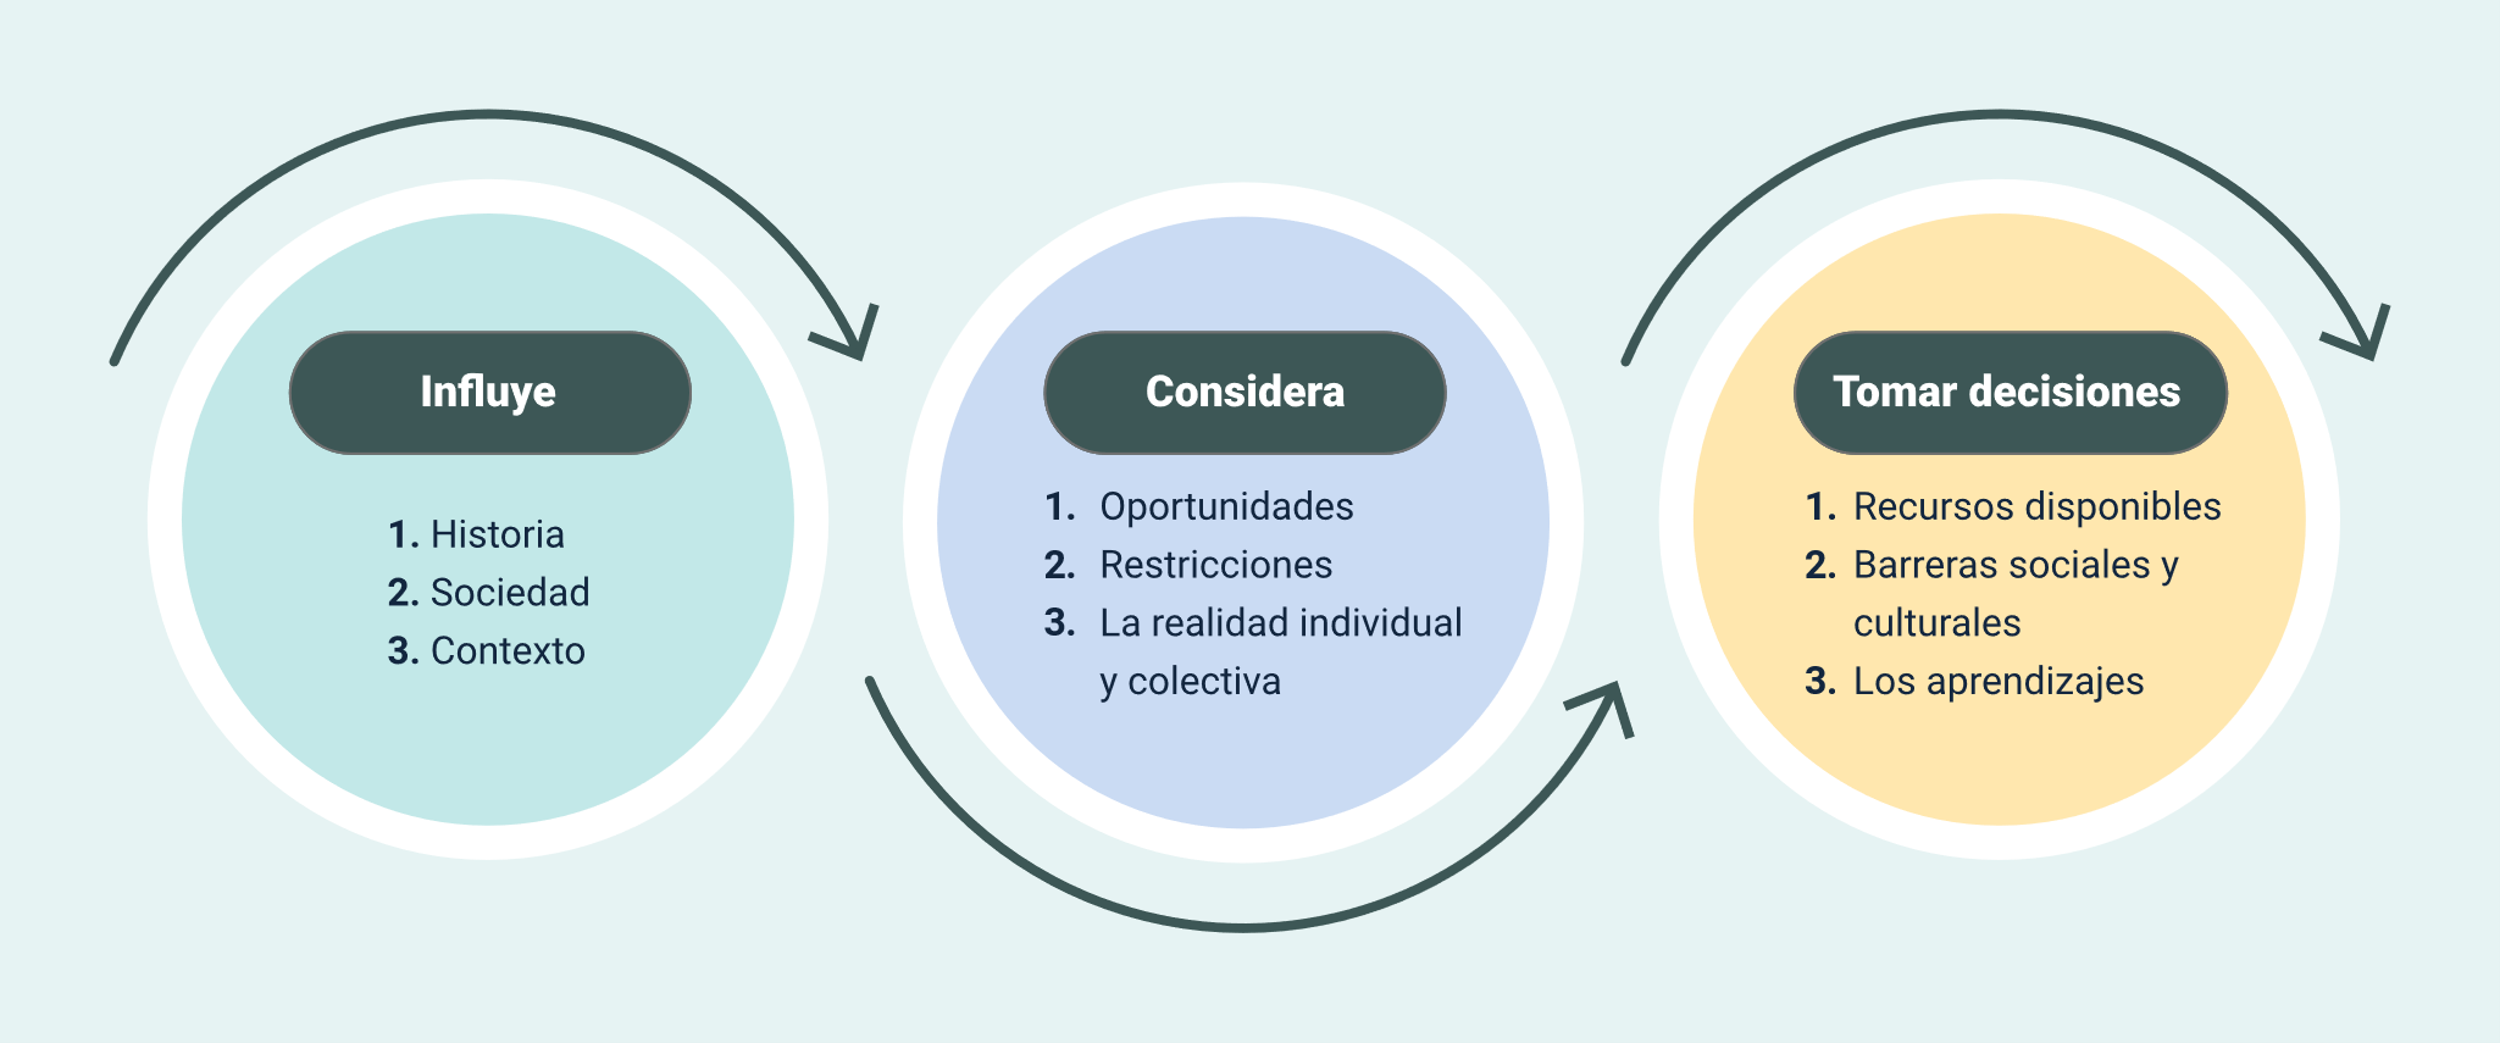 Influye
1. Historia
2. Sociedad
3. Contexto
Considera
1. Oportunidades
2. Restricciones
3. La realidad individual
y colectiva
Tomar decisiones
1. Recursos disponibles
2. Barreras sociales y
culturales
3. Los aprendizajes